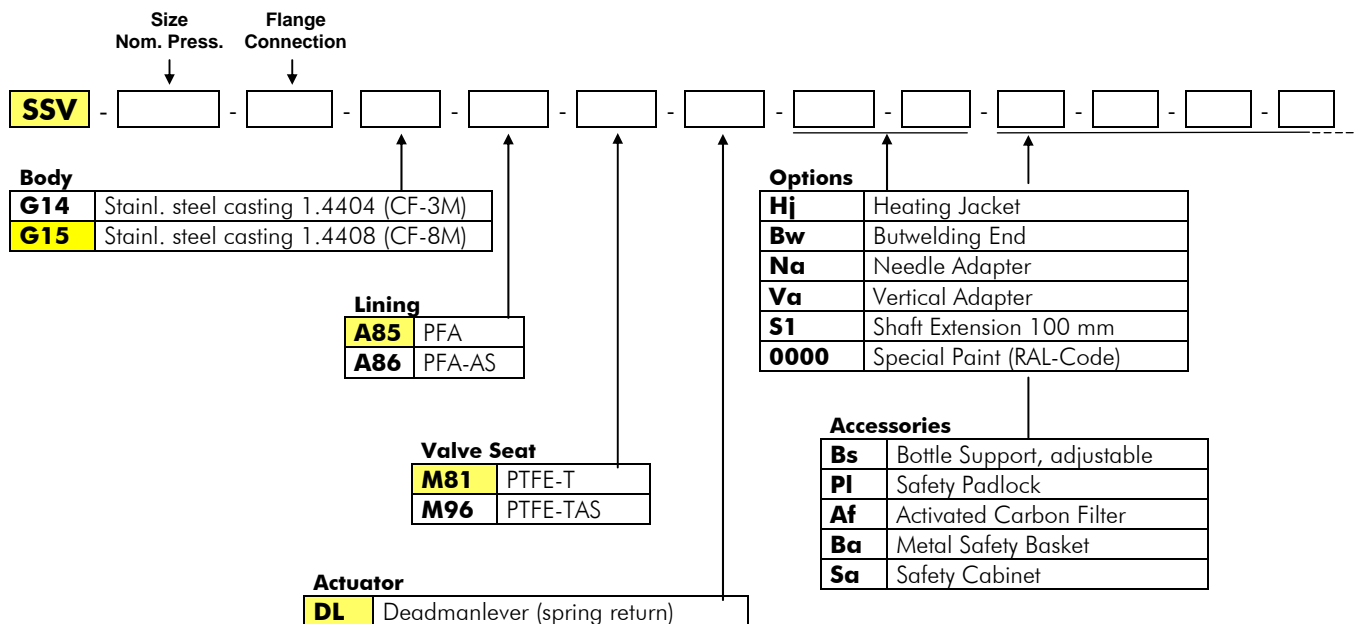 Size Flange
Nom. Press. Connection
SSV - - - - - - - - - - - -
Body
G14 Stainl. steel casting 1.4404 (CF-3M)
G15 Stainl. steel casting 1.4408 (CF-8M)
Options
Hj Heating Jacket
Bw Butwelding End
Na Needle Adapter
Va Vertical Adapter
S1 Shaft Extension 100 mm
0000 Special Paint (RAL-Code)
Lining
A85 PFA
A86 PFA-AS
Accessories
Bs Bottle Support, adjustable
Pl Safety Padlock
Af Activated Carbon Filter
Ba Metal Safety Basket
Sa Safety Cabinet
Valve Seat
M81 PTFE-T
M96 PTFE-TAS
Actuator
DL Deadmanlever (spring return)